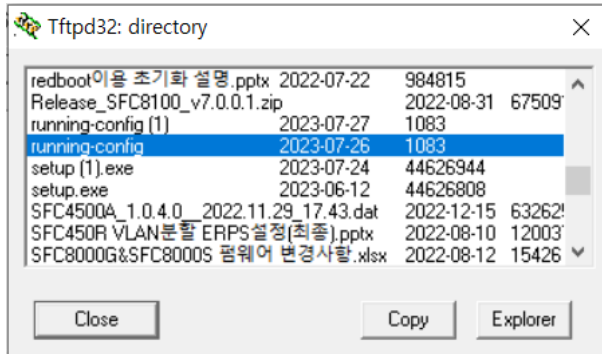 Tftpd32: directory
redboot이용 초기화 설명.pptx 2022-07-22 984815
Release_SFC8100_v7.0.0.1.zip 2022-08-31 67509
running-config (1) 2023-07-27 1083
running-config 2023-07-26 1083
setup (1).exe 2023-07-24 44626944
setup.exe 2023-06-12 44626808
SFC4500A_1.0.4.0__2022.11.29_17.43.dat 2022-12-15 63262
SFC450R VLAN분할 ERPS설정(최종).pptx 2022-08-10 12003
SFC8000G&SFC8000S 펌웨어 변경사항.xlsx 2022-08-12 15426
Close Copy Explorer